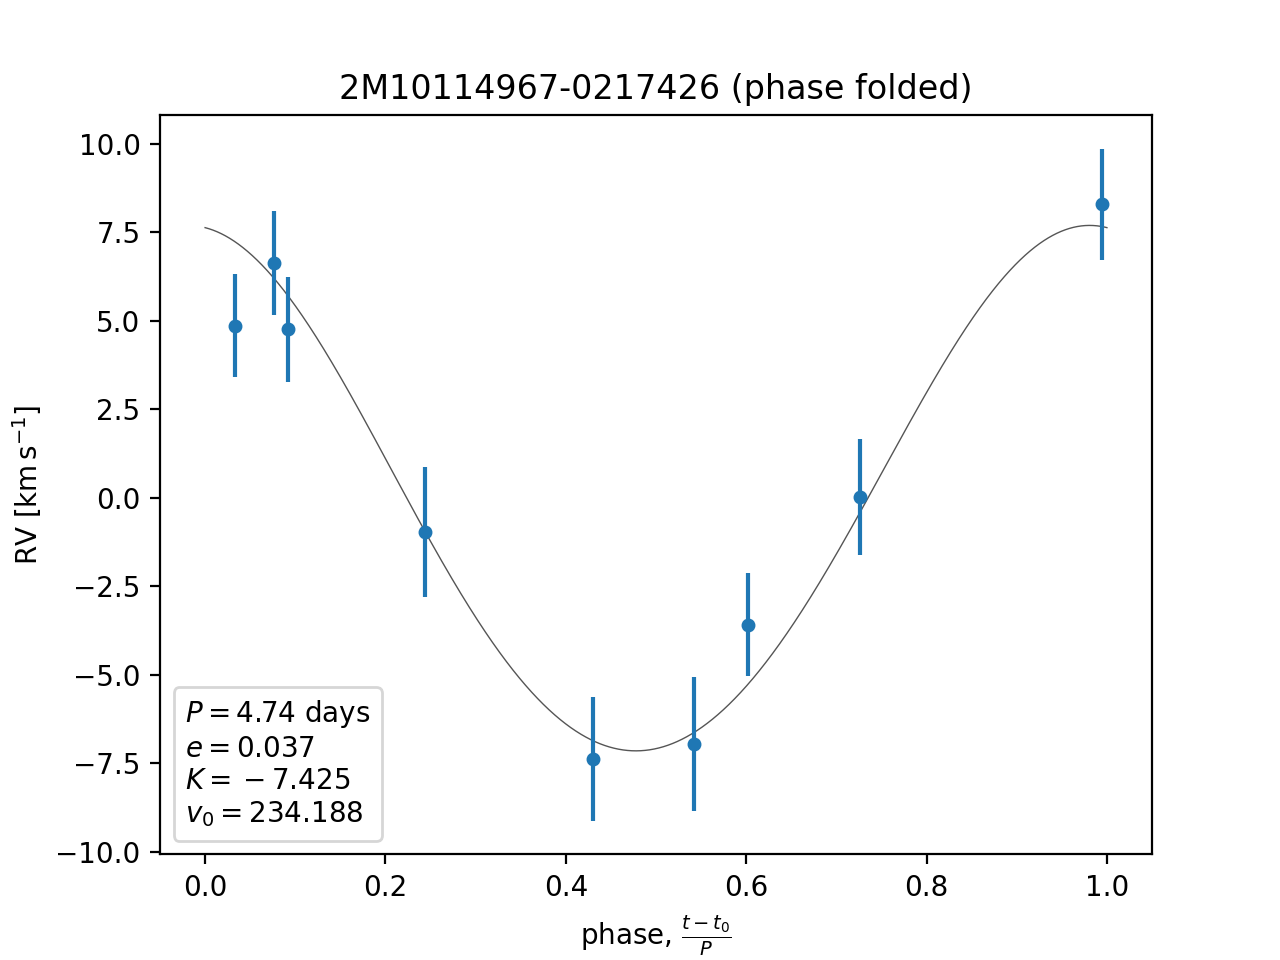 2M10114967-0217426 (phase folded)
10.0
7.5
5.0
2.5
0.0
−2.5
−5.0
−7.5
−10.0
RV [km s⁻¹]
P = 4.74 days
e = 0.037
K = −7.425
v₀ = 234.188
0.0 0.2 0.4 0.6 0.8 1.0
phase, (t − t₀)/P